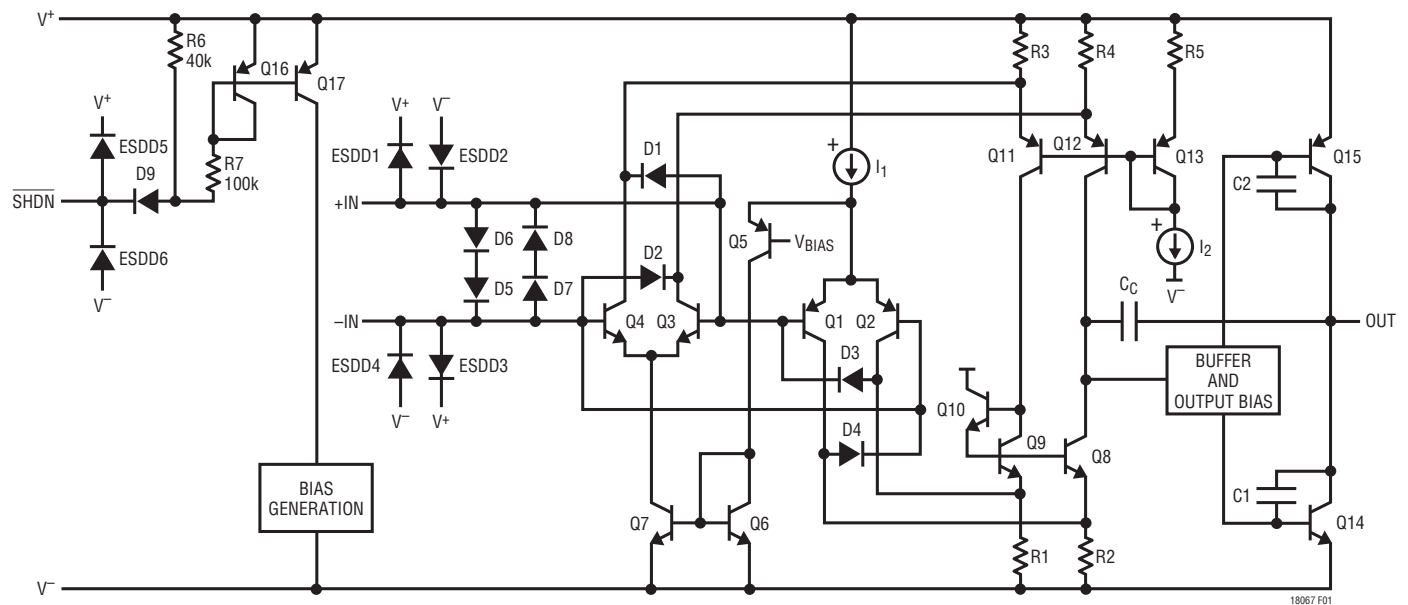 V+
R6
40k
Q16
Q17
R3
R4
R5
V+
ESDD5
D9
R7
100k
SHDN
ESDD6
V−
V+
V−
ESDD1
ESDD2
D1
+IN
D6
D8
D5
D7
D2
−IN
Q4
Q3
ESDD4
ESDD3
V−
V+
+
I1
Q5
VBIAS
Q1
Q2
D3
D4
Q11
Q12
Q13
+
I2
V−
C2
Q15
CC
OUT
BUFFER
AND
OUTPUT BIAS
Q10
Q9
Q8
C1
Q14
BIAS
GENERATION
Q7
Q6
R1
R2
V−
18067 F01